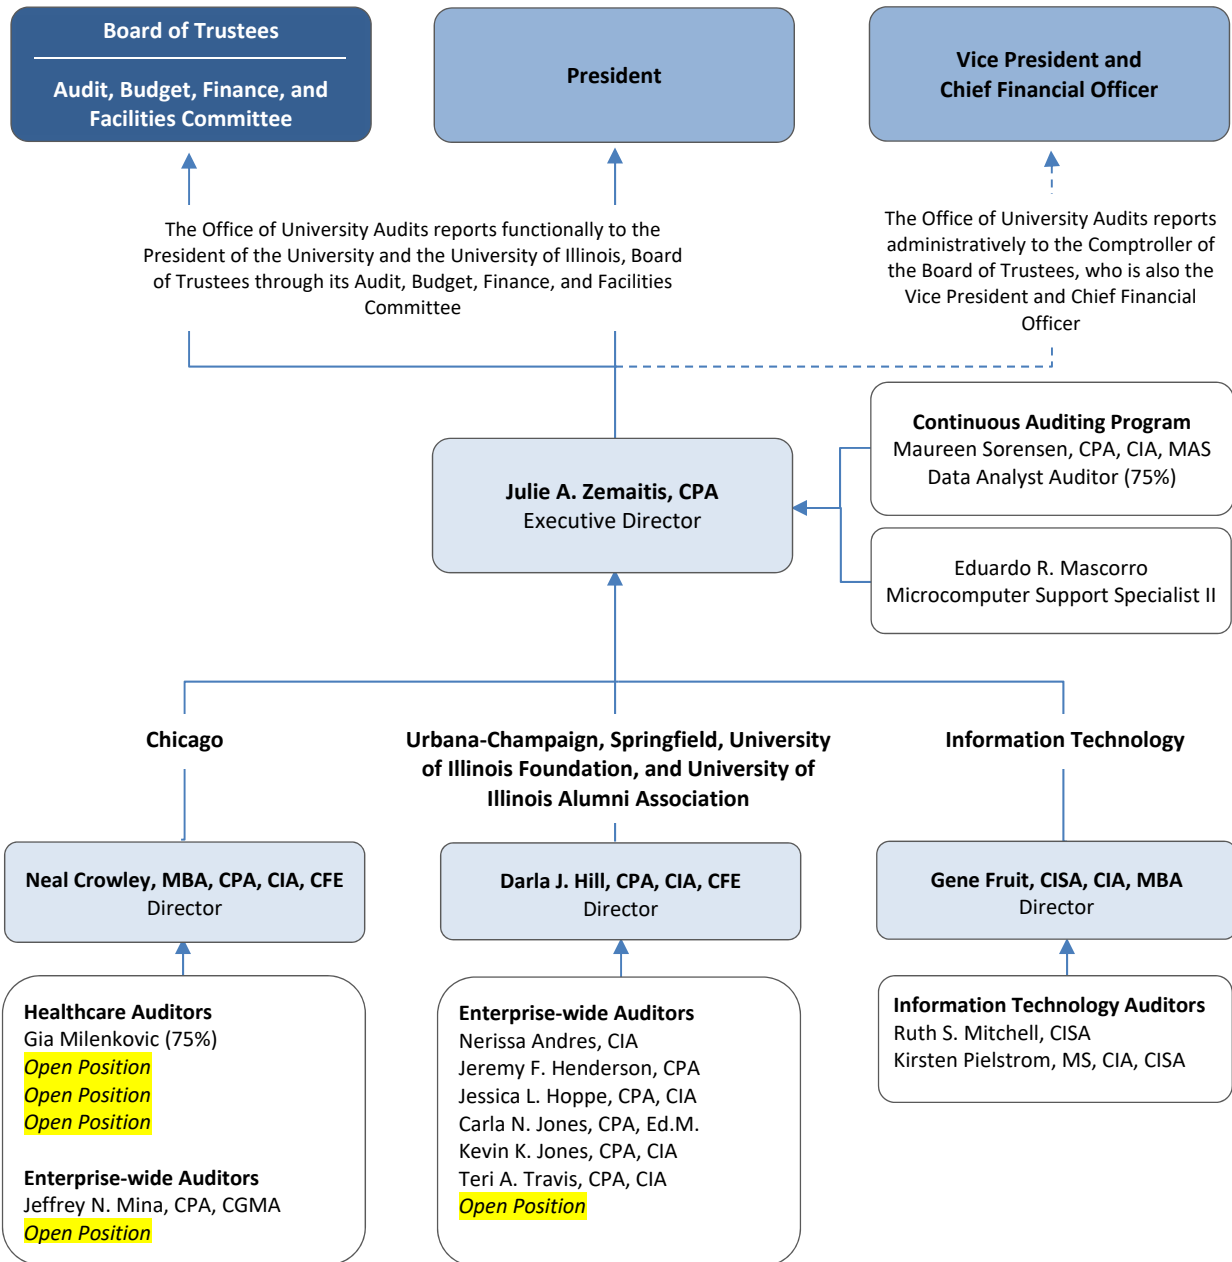 Board of Trustees
Audit, Budget, Finance, and
Facilities Committee
President
Vice President and
Chief Financial Officer
The Office of University Audits reports functionally to the
President of the University and the University of Illinois, Board
of Trustees through its Audit, Budget, Finance, and Facilities
Committee
The Office of University Audits reports
administratively to the Comptroller of
the Board of Trustees, who is also the
Vice President and Chief Financial
Officer
Julie A. Zemaitis, CPA
Executive Director
Continuous Auditing Program
Maureen Sorensen, CPA, CIA, MAS
Data Analyst Auditor (75%)
Eduardo R. Mascorro
Microcomputer Support Specialist II
Chicago
Urbana-Champaign, Springfield, University
of Illinois Foundation, and University of
Illinois Alumni Association
Information Technology
Neal Crowley, MBA, CPA, CIA, CFE
Director
Darla J. Hill, CPA, CIA, CFE
Director
Gene Fruit, CISA, CIA, MBA
Director
Healthcare Auditors
Gia Milenkovic (75%)
Open Position
Open Position
Open Position
Enterprise-wide Auditors
Jeffrey N. Mina, CPA, CGMA
Open Position
Enterprise-wide Auditors
Nerissa Andres, CIA
Jeremy F. Henderson, CPA
Jessica L. Hoppe, CPA, CIA
Carla N. Jones, CPA, Ed.M.
Kevin K. Jones, CPA, CIA
Teri A. Travis, CPA, CIA
Open Position
Information Technology Auditors
Ruth S. Mitchell, CISA
Kirsten Pielstrom, MS, CIA, CISA